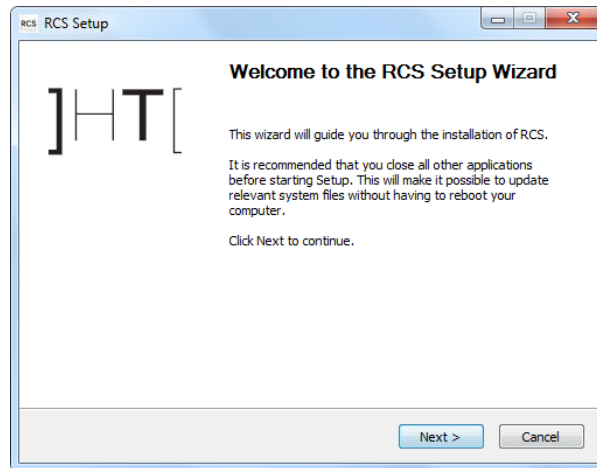 RCS RCS Setup
]HT[
Welcome to the RCS Setup Wizard
This wizard will guide you through the installation of RCS.
It is recommended that you close all other applications
before starting Setup. This will make it possible to update
relevant system files without having to reboot your
computer.
Click Next to continue.
Next >
Cancel